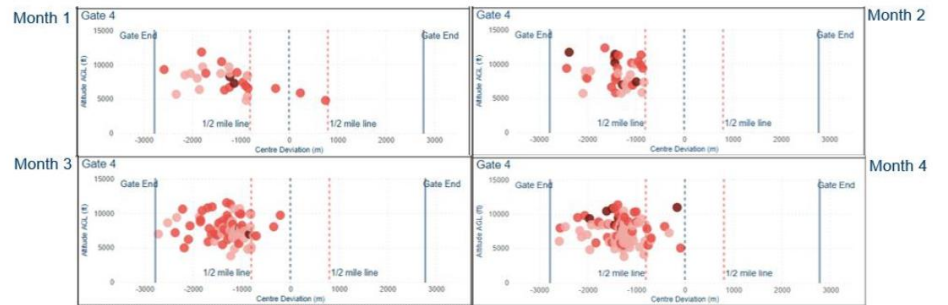 Month 1
Gate 4
15000
Gate End
Gate End
10000
Altitude AGL (ft)
5000
1/2 mile line
1/2 mile line
0
-3000 -2000 -1000 0 1000 2000 3000
Centre Deviation (m)
Month 2
Gate 4
15000
Gate End
Gate End
10000
Altitude AGL (ft)
5000
1/2 mile line
1/2 mile line
0
-3000 -2000 -1000 0 1000 2000 3000
Centre Deviation (m)
Month 3
Gate 4
15000
Gate End
Gate End
10000
Altitude AGL (ft)
5000
1/2 mile line
1/2 mile line
0
-3000 -2000 -1000 0 1000 2000 3000
Centre Deviation (m)
Month 4
Gate 4
15000
Gate End
Gate End
10000
Altitude AGL (ft)
5000
1/2 mile line
1/2 mile line
0
-3000 -2000 -1000 0 1000 2000 3000
Centre Deviation (m)